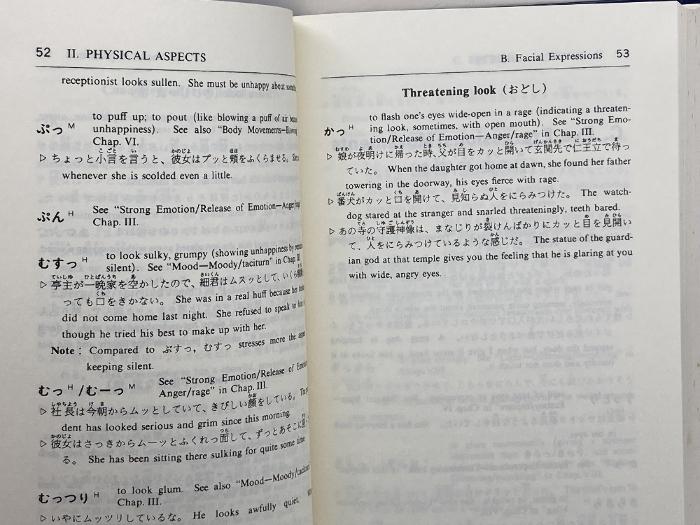 52 II. PHYSICAL ASPECTS
receptionist looks sullen. She must be unhappy about
ぷっM to puff up; to pout (like blowing a puff of air
unhappiness). See also "Body Movements—
Chap. VI.
▷ちょっと小言を言うと、彼女はプッと頬をふくらませる。
whenever she is scolded even a little.
ぷんH See "Strong Emotion/Release of Emotion—Anger/
Chap. III.
むすっH to look sulky, grumpy (showing unhappiness by
silent). See "Mood—Moody/taciturn" in Chap.
▷亭主が一晩家を空かしたので、細君はムスッとして、いくら
っても口をきかない。 She was in a real huff because her
did not come home last night. She refused to speak to
though he tried his best to make up with her.
Note: Compared to ぶすっ, むすっ stresses more the
keeping silent.
むっH/むーっM See "Strong Emotion/Release of Emotion—
Anger/rage" in Chap. III.
▷社長は今朝からムッとしていて、きびしい顔をしている。
dent has looked serious and grim since this morning.
▷彼女はさっきからムーッとふくれっ面して、ずっとあそこに
る。 She has been sitting there sulking for quite some
むっつりH to look glum. See also "Mood—Moody/
Chap. III.
▷いやにムッツリしているな。 He looks awfully quiet,
B. Facial Expressions 53
Threatening look (おどし)
かっH to flash one's eyes wide-open in a rage (indicating a threaten-
ing look, sometimes, with open mouth). See "Strong Emo-
tion/Release of Emotion—Anger/rage" in Chap. III.
▷娘が夜明けに帰った時、父が目をカッと開いて玄関先で仁王立で待っ
ていた。 When the daughter got home at dawn, she found her father
towering in the doorway, his eyes fierce with rage.
▷番犬がカッと口を開けて、見知らぬ人をにらみつけた。 The watch-
dog stared at the stranger and snarled threateningly, teeth bared.
▷あの寺の守護神像は、まなじりが裂けんばかりにカッと目を見開い
て、人をにらみつけているような感じだ。 The statue of the guard-
ian god at that temple gives you the feeling that he is glaring at you
with wide, angry eyes.